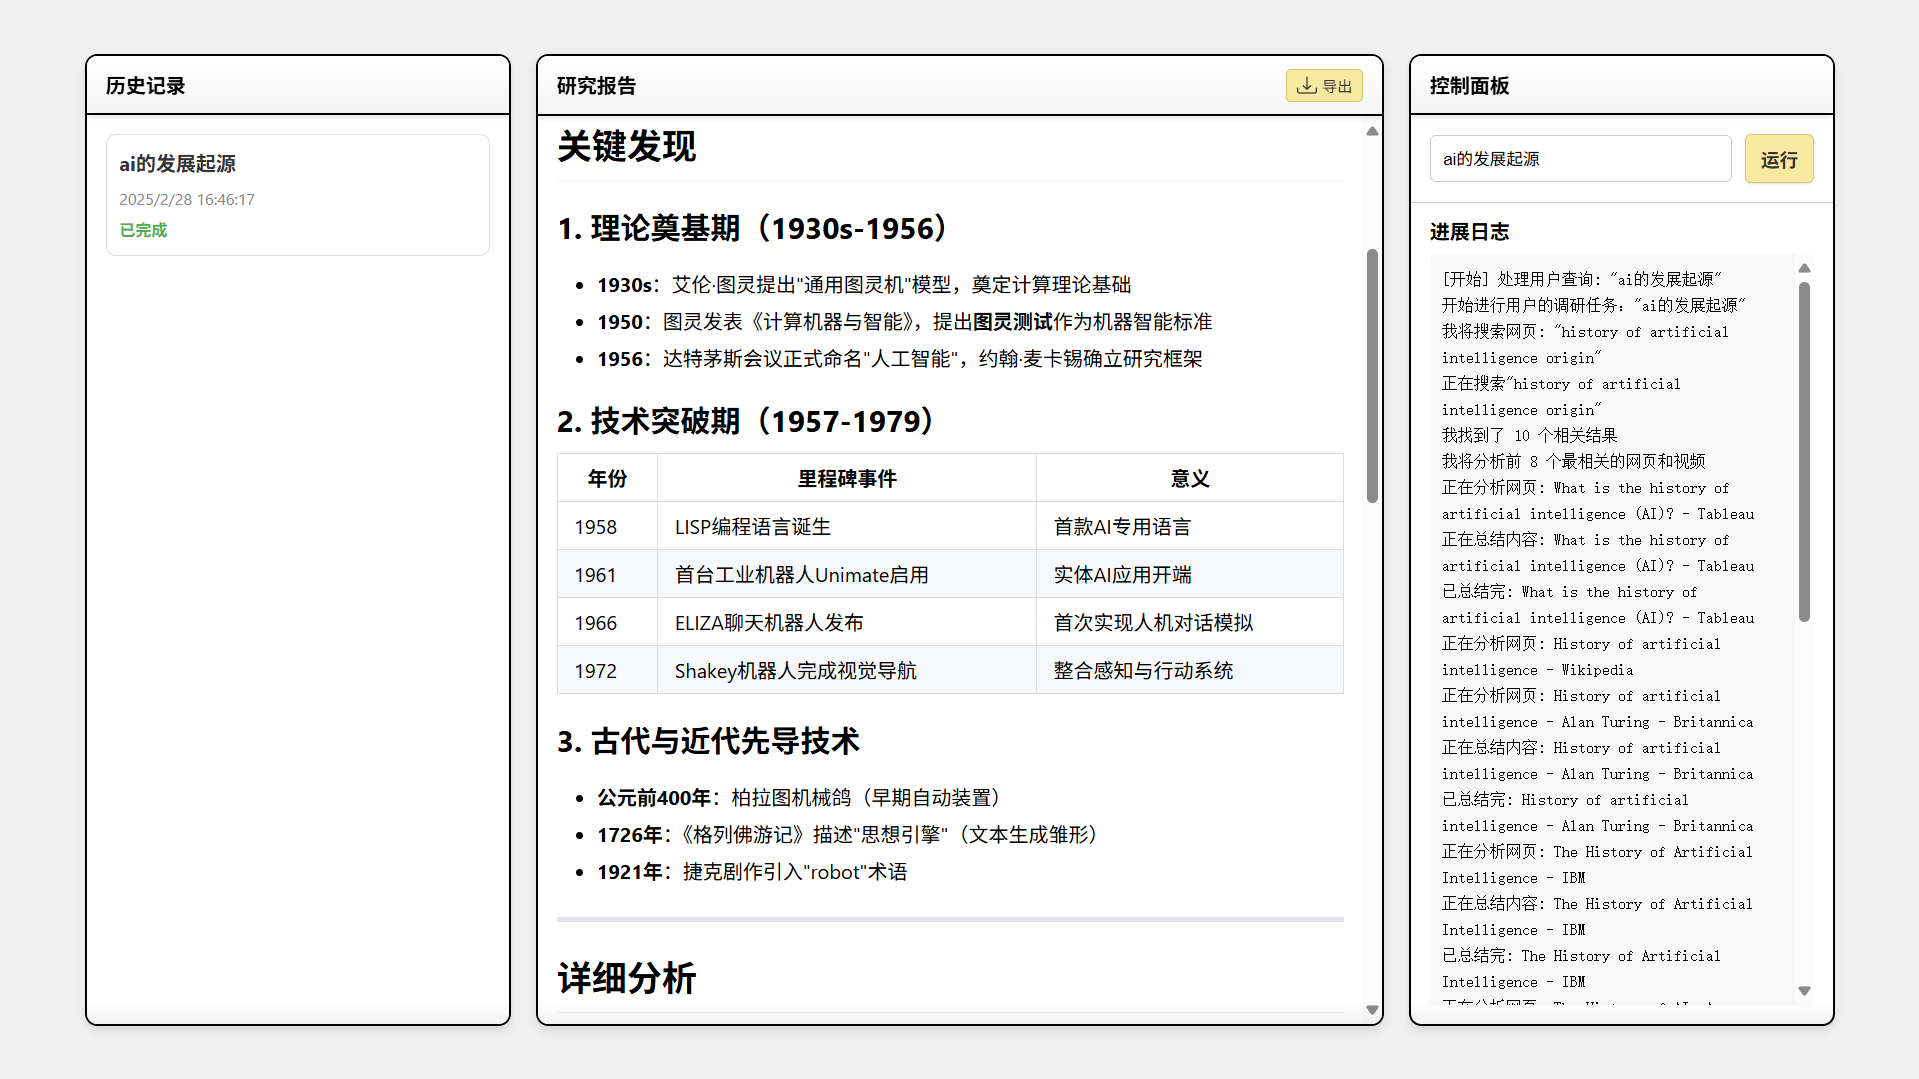 历史记录
ai的发展起源
2025/2/28 16:46:17
已完成
研究报告
导出
关键发现
1. 理论奠基期（1930s-1956）
1930s：艾伦·图灵提出"通用图灵机"模型，奠定计算理论基础
1950：图灵发表《计算机器与智能》，提出图灵测试作为机器智能标准
1956：达特茅斯会议正式命名"人工智能"，约翰·麦卡锡确立研究框架
2. 技术突破期（1957-1979）
年份 里程碑事件 意义
1958 LISP编程语言诞生 首款AI专用语言
1961 首台工业机器人Unimate启用 实体AI应用开端
1966 ELIZA聊天机器人发布 首次实现人机对话模拟
1972 Shakey机器人完成视觉导航 整合感知与行动系统
3. 古代与近代先导技术
公元前400年：柏拉图机械鸽（早期自动装置）
1726年：《格列佛游记》描述"思想引擎"（文本生成雏形）
1921年：捷克剧作引入"robot"术语
详细分析
控制面板
ai的发展起源
运行
进展日志
[开始] 处理用户查询: "ai的发展起源"
开始进行用户的调研任务: "ai的发展起源"
我将搜索网页: "history of artificial
intelligence origin"
正在搜索"history of artificial
intelligence origin"
我找到了 10 个相关结果
我将分析前 8 个最相关的网页和视频
正在分析网页: What is the history of
artificial intelligence (AI)? - Tableau
正在总结内容: What is the history of
artificial intelligence (AI)? - Tableau
已总结完: What is the history of
artificial intelligence (AI)? - Tableau
正在分析网页: History of artificial
intelligence - Wikipedia
正在分析网页: History of artificial
intelligence - Alan Turing - Britannica
正在总结内容: History of artificial
intelligence - Alan Turing - Britannica
已总结完: History of artificial
intelligence - Alan Turing - Britannica
正在分析网页: The History of Artificial
Intelligence - IBM
正在总结内容: The History of Artificial
Intelligence - IBM
已总结完: The History of Artificial
Intelligence - IBM